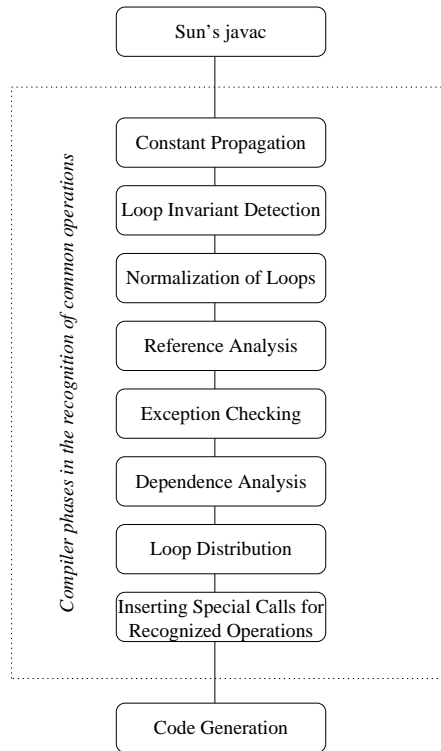 Sun's javac
Compiler phases in the recognition of common operations
Constant Propagation
Loop Invariant Detection
Normalization of Loops
Reference Analysis
Exception Checking
Dependence Analysis
Loop Distribution
Inserting Special Calls for
Recognized Operations
Code Generation